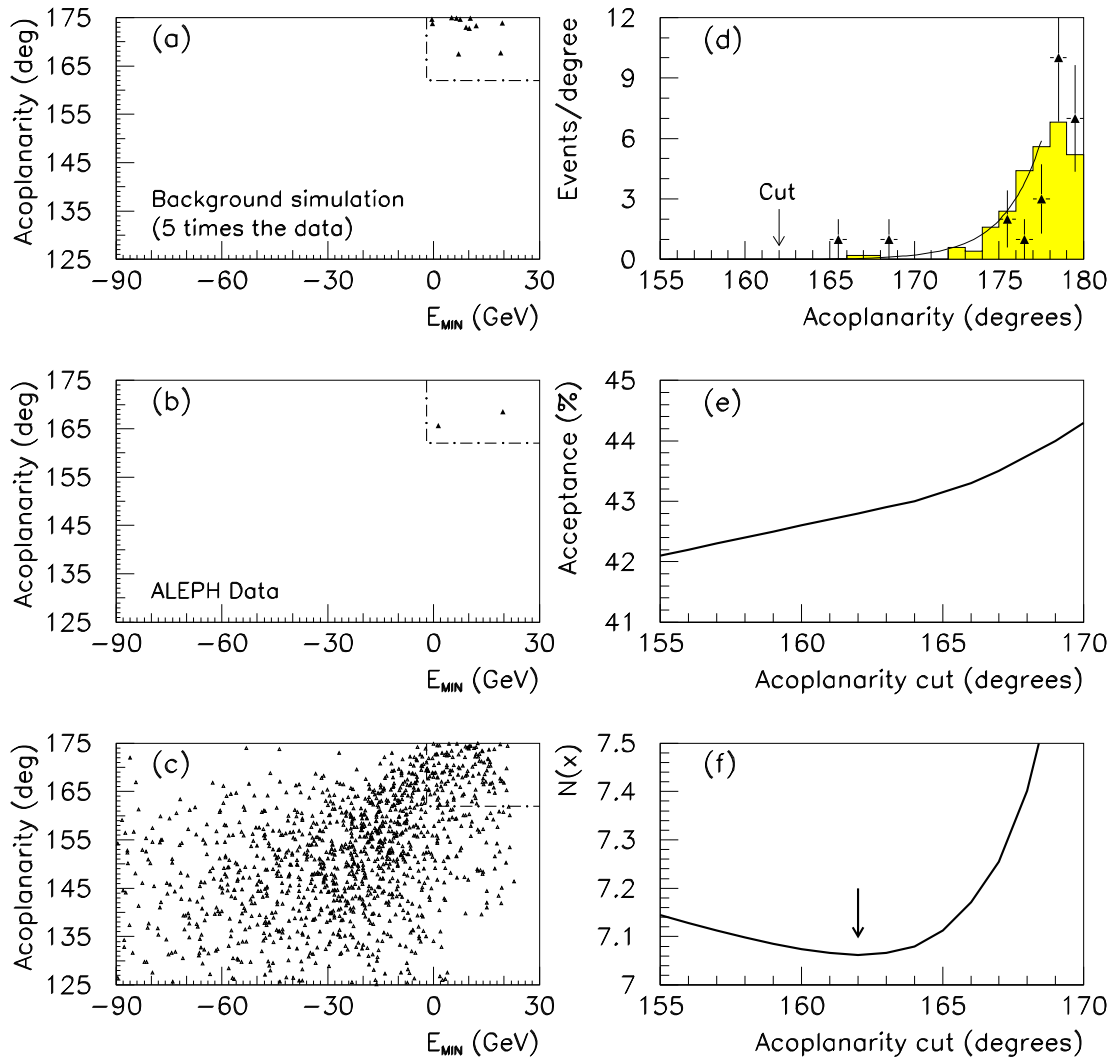 175
165
155
145
135
125
Acoplanarity (deg)
(a)
Background simulation
(5 times the data)
−90 −60 −30 0 30
E_MIN (GeV)
12
9
6
3
0
Events/degree
(d)
Cut
155 160 165 170 175 180
Acoplanarity (degrees)
175
165
155
145
135
125
Acoplanarity (deg)
(b)
ALEPH Data
−90 −60 −30 0 30
E_MIN (GeV)
45
44
43
42
41
Acceptance (%)
(e)
155 160 165 170
Acoplanarity cut (degrees)
175
165
155
145
135
125
Acoplanarity (deg)
(c)
−90 −60 −30 0 30
E_MIN (GeV)
7.5
7.4
7.3
7.2
7.1
7
N(x)
(f)
155 160 165 170
Acoplanarity cut (degrees)